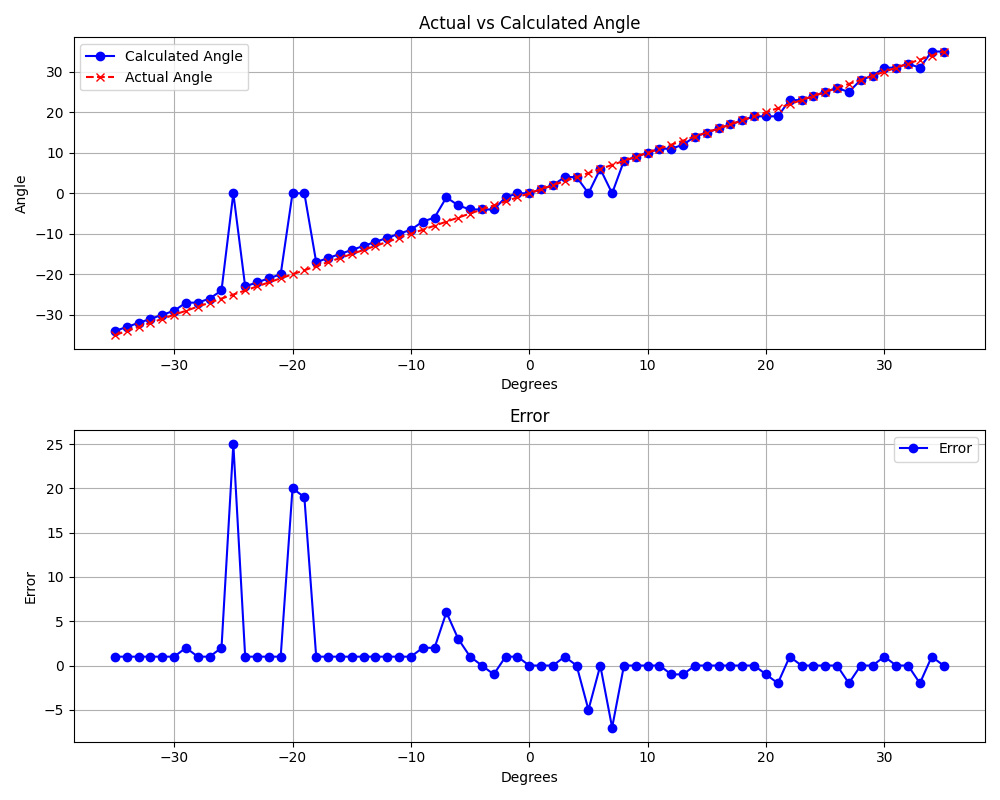 Actual vs Calculated Angle
Calculated Angle
Actual Angle
Angle
30
20
10
0
−10
−20
−30
−30 −20 −10 0 10 20 30
Degrees
Error
Error
Error
25
20
15
10
5
0
−5
−30 −20 −10 0 10 20 30
Degrees